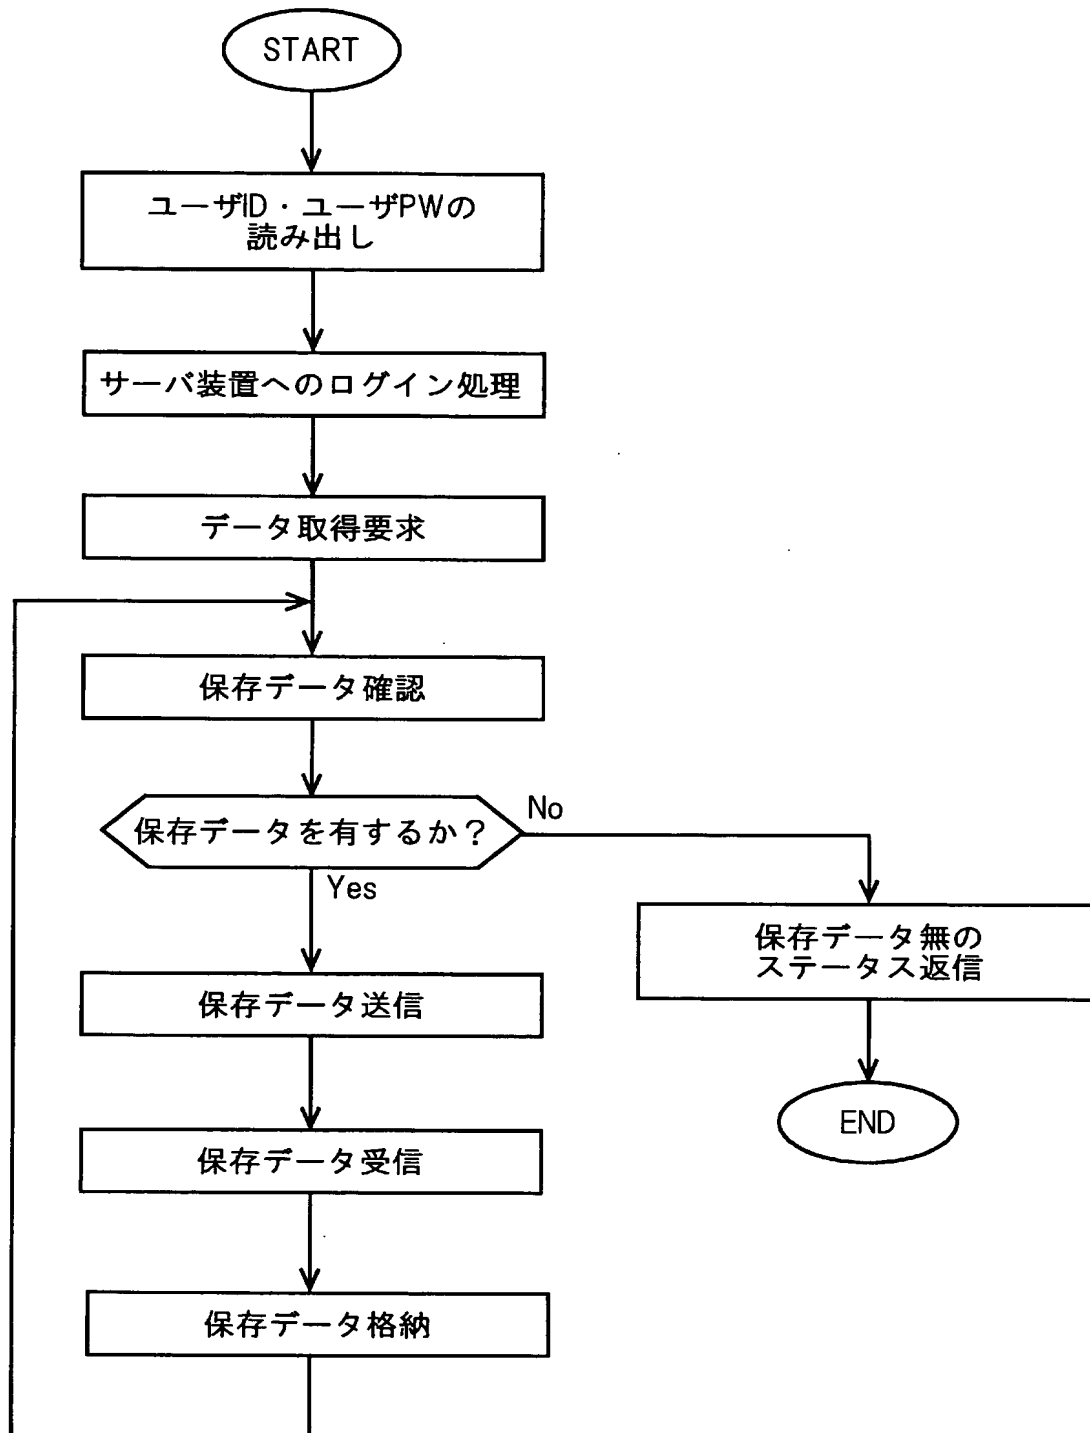 START
ユーザID・ユーザPWの
読み出し
サーバ装置へのログイン処理
データ取得要求
保存データ確認
保存データを有するか？
No
Yes
保存データ無の
ステータス返信
保存データ送信
END
保存データ受信
保存データ格納